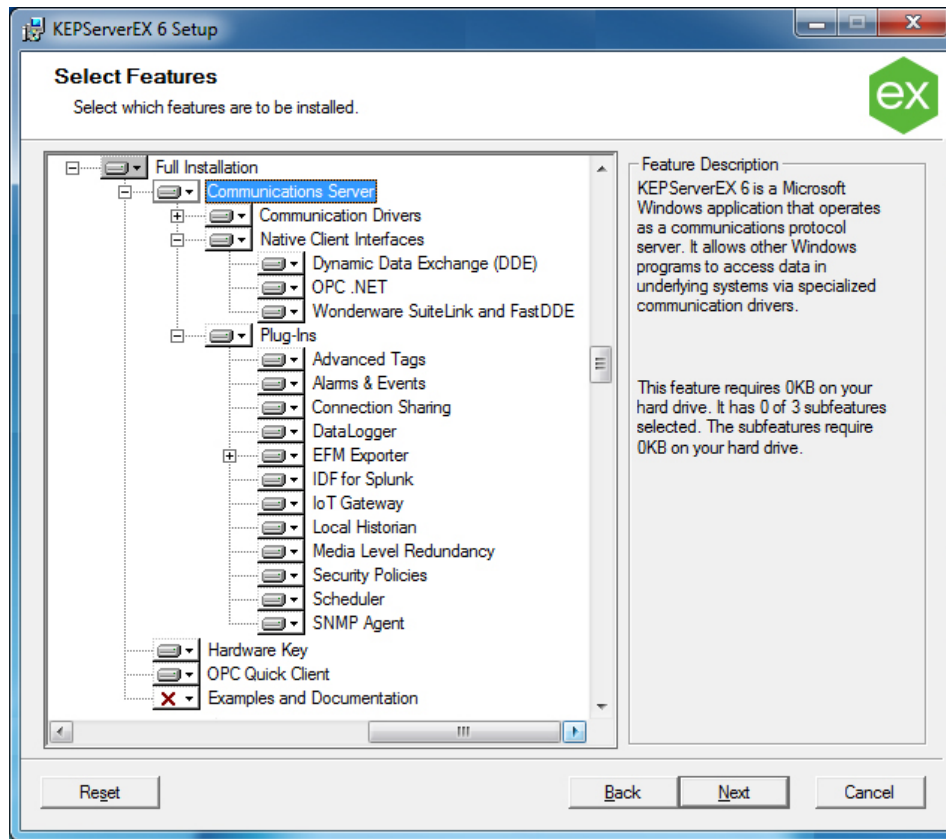 KEPServerEX 6 Setup
Select Features
Select which features are to be installed.
ex
Full Installation
Communications Server
Communication Drivers
Native Client Interfaces
Dynamic Data Exchange (DDE)
OPC .NET
Wonderware SuiteLink and FastDDE
Plug-Ins
Advanced Tags
Alarms & Events
Connection Sharing
DataLogger
EFM Exporter
IDF for Splunk
IoT Gateway
Local Historian
Media Level Redundancy
Security Policies
Scheduler
SNMP Agent
Hardware Key
OPC Quick Client
Examples and Documentation
Feature Description
KEPServerEX 6 is a Microsoft
Windows application that operates
as a communications protocol
server. It allows other Windows
programs to access data in
underlying systems via specialized
communication drivers.
This feature requires 0KB on your
hard drive. It has 0 of 3 subfeatures
selected. The subfeatures require
0KB on your hard drive.
Reset
Back
Next
Cancel